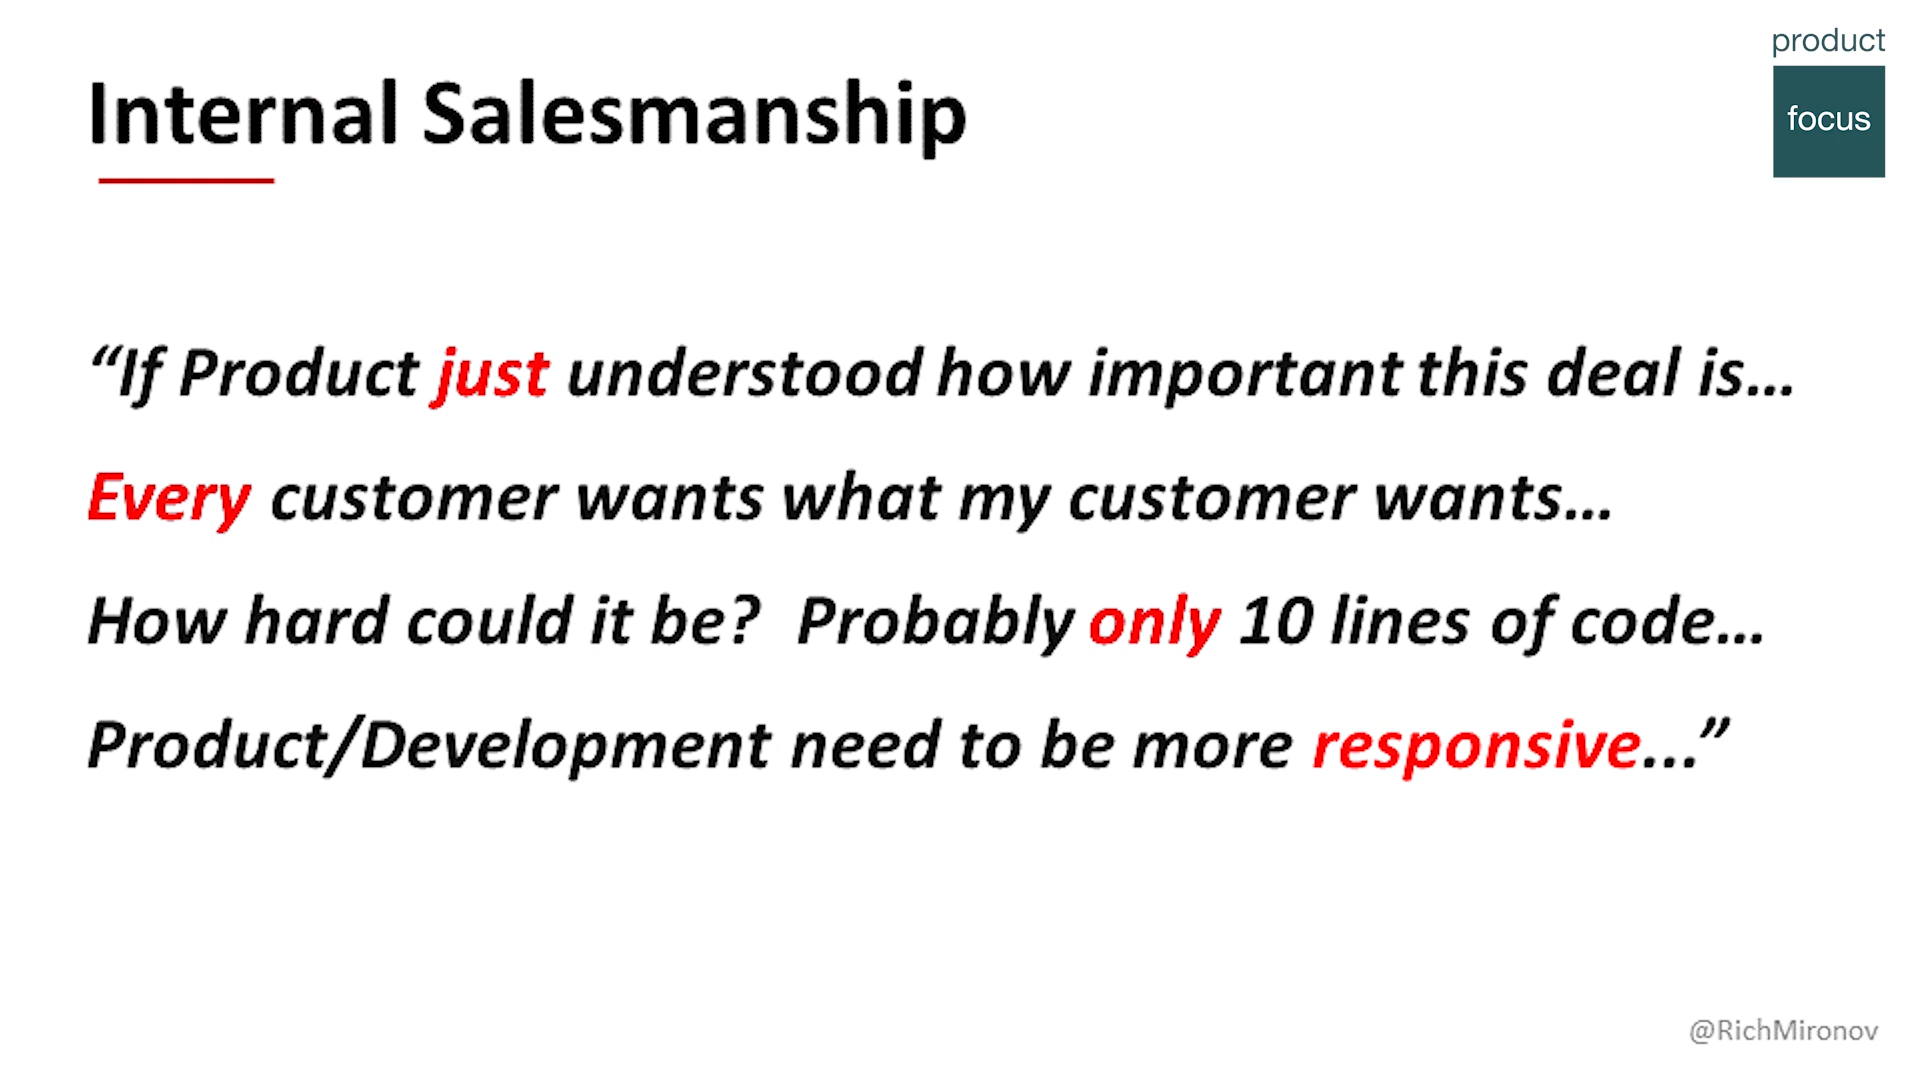 product
focus
Internal Salesmanship
“If Product just understood how important this deal is…
Every customer wants what my customer wants…
How hard could it be?  Probably only 10 lines of code…
Product/Development need to be more responsive...”
@RichMironov